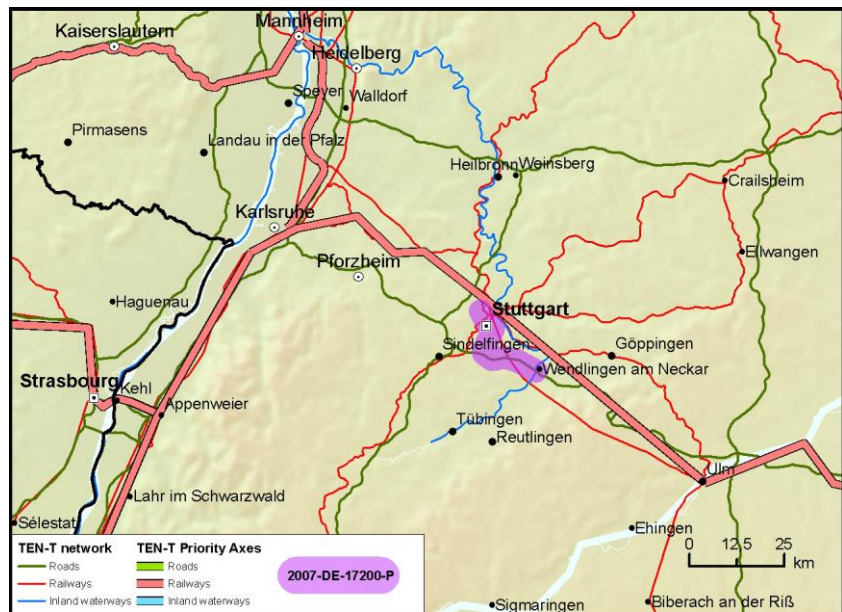 Mannheim
Kaiserslautern
Heidelberg
Speyer
Walldorf
Pirmasens
Landau in der Pfalz
Heilbronn
Weinsberg
Crailsheim
Karlsruhe
Ellwangen
Pforzheim
Haguenau
Stuttgart
Sindelfingen
Göppingen
Wendlingen am Neckar
Strasbourg
Kehl
Appenweier
Tübingen
Reutlingen
Ulm
Lahr im Schwarzwald
Sélestat
Ehingen
0 12,5 25
km
Sigmaringen
Biberach an der Riß
TEN-T network
Roads
Railways
Inland waterways
TEN-T Priority Axes
Roads
Railways
Inland waterways
2007-DE-17200-P